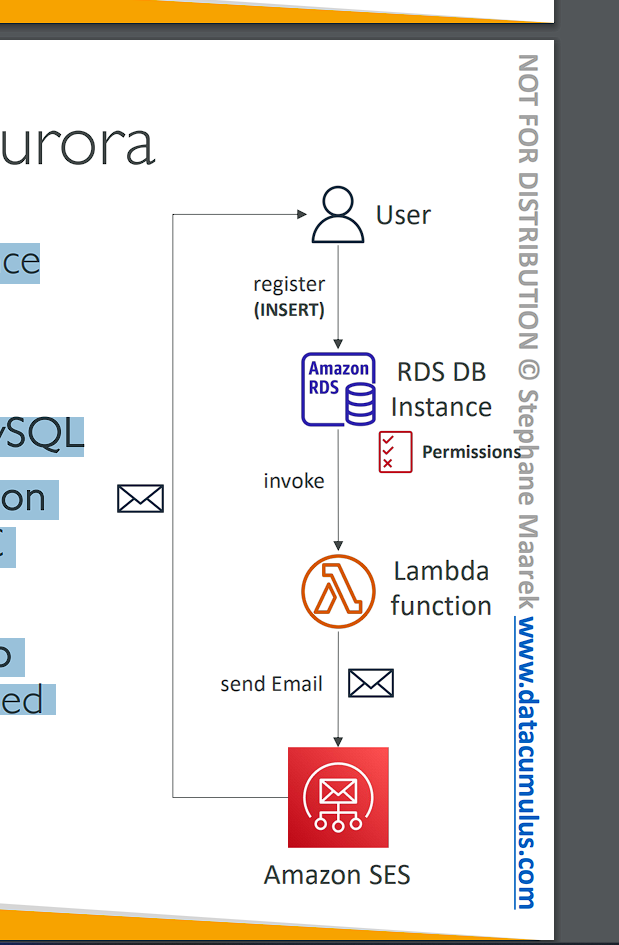 urora
User
ce
register
(INSERT)
Amazon
RDS
RDS DB
Instance
ySQL
Permissions
invoke
on
C
Lambda
function
o
send Email
ed
Amazon SES
NOT FOR DISTRIBUTION © Stephane Maarek www.datacumulus.com